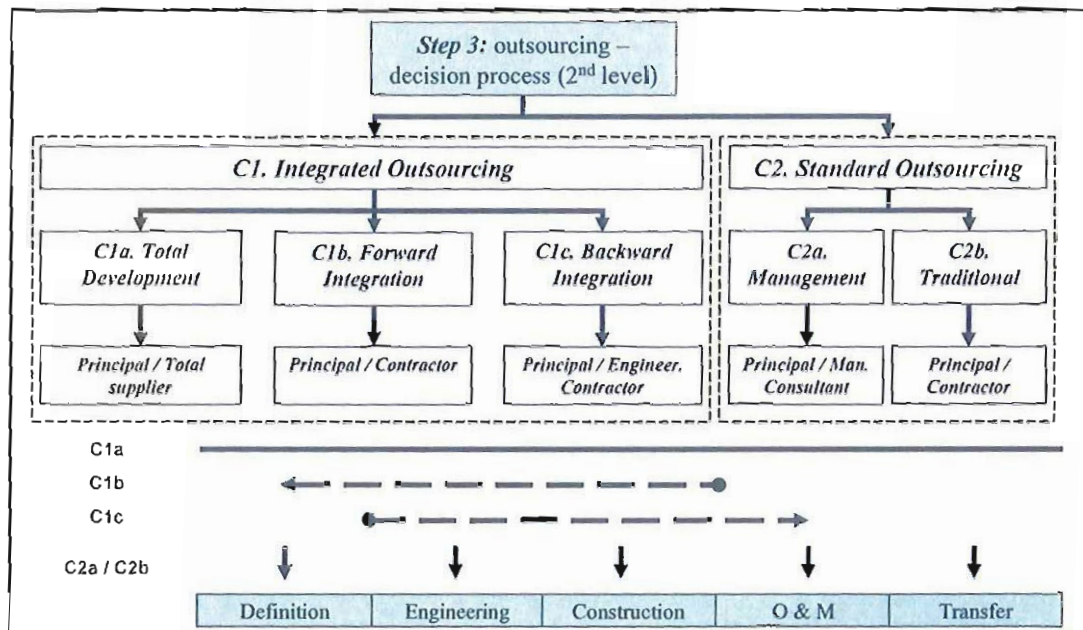 Step 3: outsourcing –
decision process (2nd level)
C1. Integrated Outsourcing
C2. Standard Outsourcing
C1a. Total
Development
C1b. Forward
Integration
C1c. Backward
Integration
C2a.
Management
C2b.
Traditional
Principal / Total
supplier
Principal / Contractor
Principal / Engineer.
Contractor
Principal / Man.
Consultant
Principal /
Contractor
C1a
C1b
C1c
C2a / C2b
Definition
Engineering
Construction
O & M
Transfer